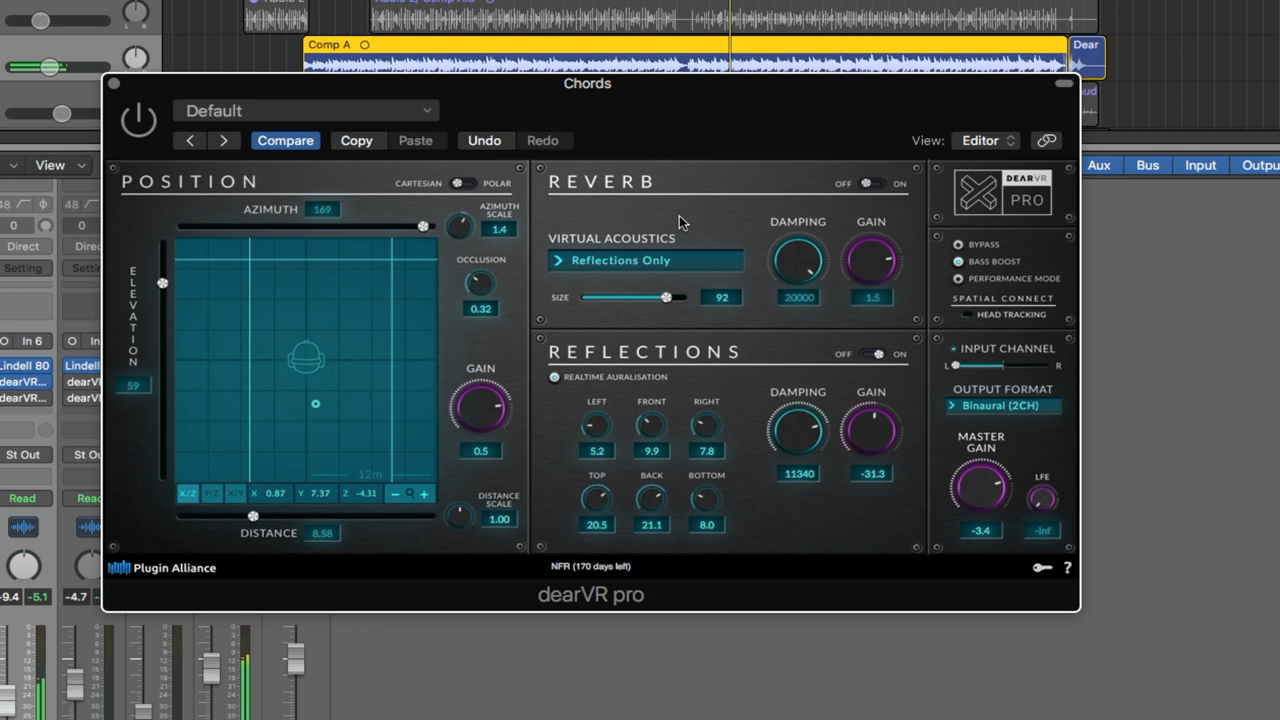 Comp A
Dear
Chords
Default
Compare
Copy
Paste
Undo
Redo
View:
Editor
View
Aux
Bus
Input
POSITION
CARTESIAN
POLAR
AZIMUTH
169
AZIMUTH
SCALE
1.4
ELEVATION
59
OCCLUSION
0.32
GAIN
0.5
12m
X/Z
Y/Z
X/Y
X 0.87
Y 7.37
Z -4.31
DISTANCE
SCALE
1.00
DISTANCE
8.58
REVERB
OFF
ON
VIRTUAL ACOUSTICS
Reflections Only
SIZE
92
DAMPING
20000
GAIN
1.5
REFLECTIONS
OFF
ON
REALTIME AURALISATION
LEFT
FRONT
RIGHT
5.2
9.9
7.8
TOP
BACK
BOTTOM
20.5
21.1
8.0
DAMPING
11340
GAIN
-31.3
DEARVR
PRO
BYPASS
BASS BOOST
PERFORMANCE MODE
SPATIAL CONNECT
HEAD TRACKING
INPUT CHANNEL
L
R
OUTPUT FORMAT
Binaural (2CH)
MASTER
GAIN
-3.4
LFE
-inf
Plugin Alliance
NFR (170 days left)
?
dearVR pro
48
48
0
0
Direct
Setting
In 6
Lindell 80
dearVR...
dearVR...
St Out
Read
-9.4
-5.1
-4.7